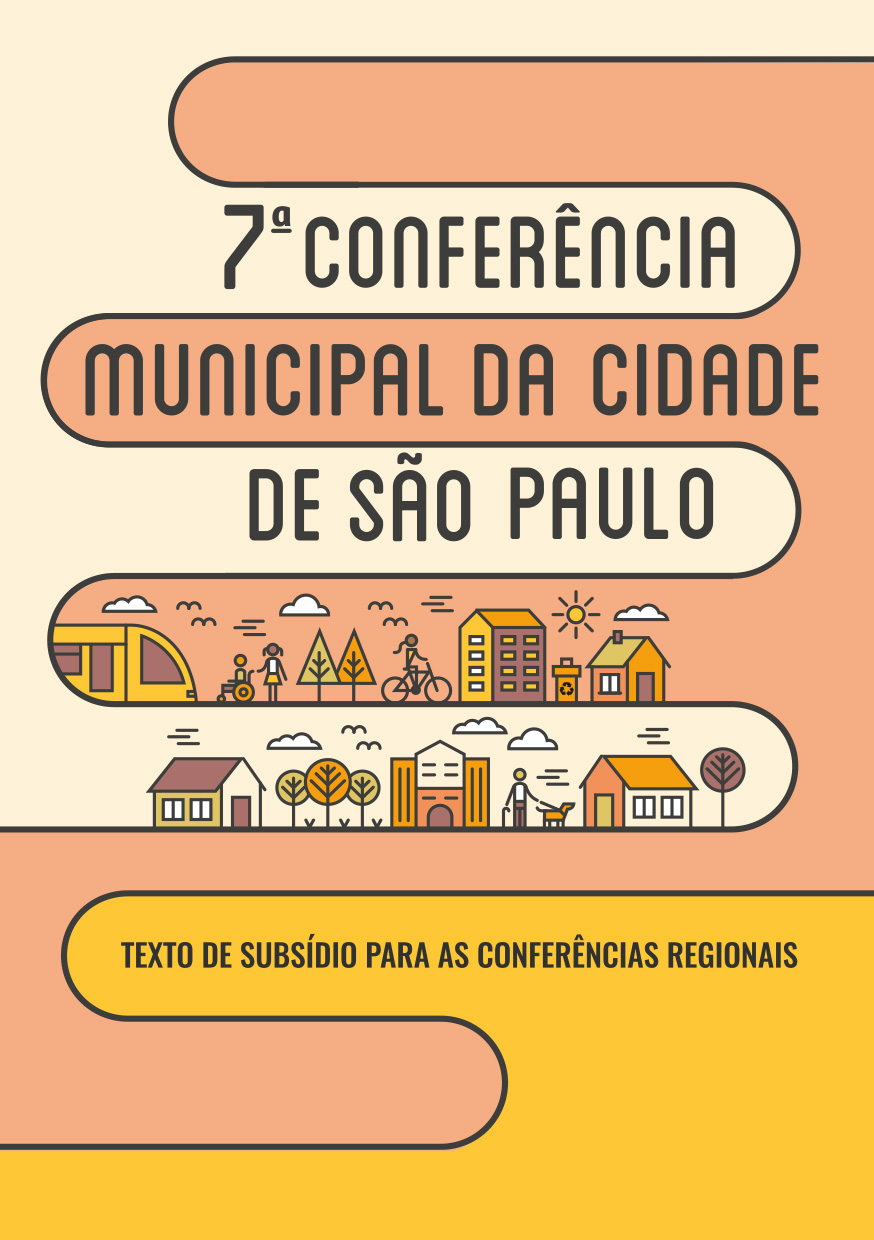 7ª CONFERÊNCIA
MUNICIPAL DA CIDADE
DE SÃO PAULO
TEXTO DE SUBSÍDIO PARA AS CONFERÊNCIAS REGIONAIS